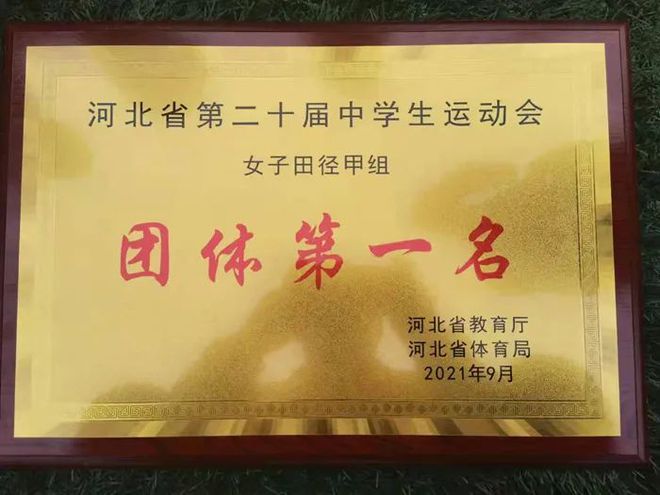 河北省第二十届中学生运动会
女子田径甲组
团体第一名
河北省教育厅
河北省体育局
2021年9月